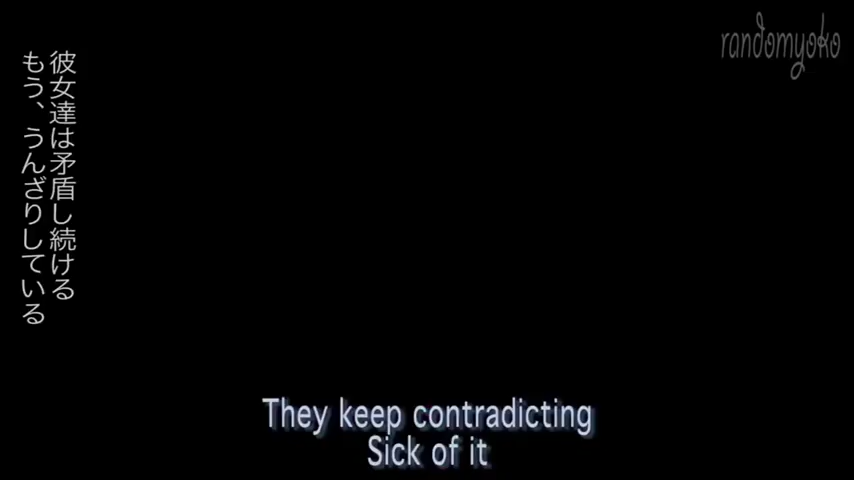 彼女達は矛盾し続ける
もう、うんざりしている
randomyoko
They keep contradicting
Sick of it